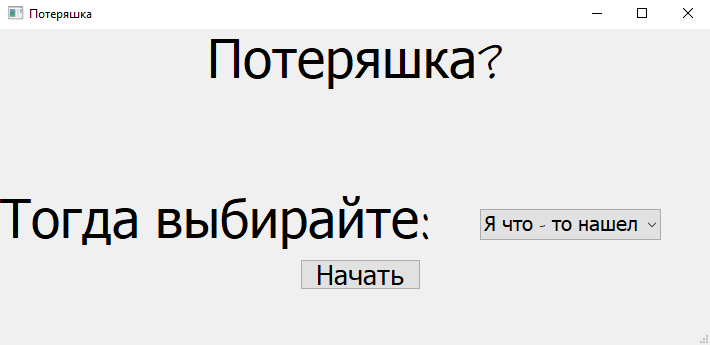 Потеряшка
Потеряшка?
Тогда выбирайте:
Я что - то нашел
Начать